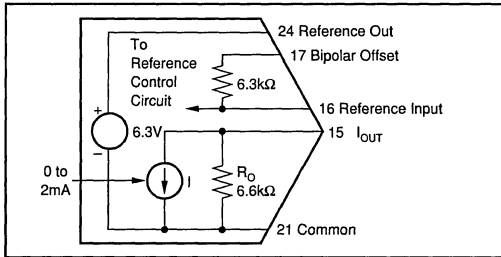 24 Reference Out
17 Bipolar Offset
To
Reference
Control
Circuit
6.3kΩ
16 Reference Input
+
6.3V
–
15 I_OUT
0 to
2mA
I
R_O
6.6kΩ
21 Common